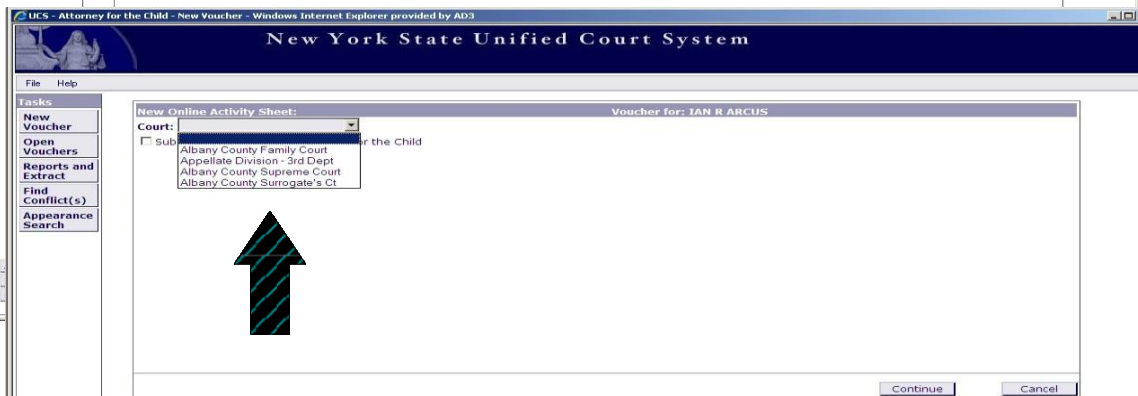 UCS - Attorney for the Child - New Voucher - Windows Internet Explorer provided by AD3
New York State Unified Court System
File Help
Tasks
New
Voucher
Open
Vouchers
Reports and
Extract
Find
Conflict(s)
Appearance
Search
New Online Activity Sheet: Voucher for: IAN R ARCUS
Court:
Sub r the Child
Albany County Family Court
Appellate Division - 3rd Dept
Albany County Supreme Court
Albany County Surrogate's Ct
Continue Cancel